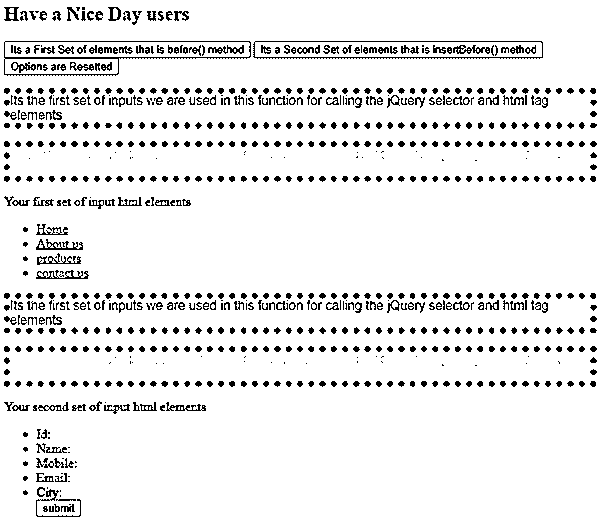 Have a Nice Day users
Its a First Set of elements that is before() method Its a Second Set of elements that is insertBefore() method
Options are Resetted
Its the first set of inputs we are used in this function for calling the jQuery selector and html tag
elements
Your first set of input html elements
Home
About us
products
contact us
Its the first set of inputs we are used in this function for calling the jQuery selector and html tag
elements
Your second set of input html elements
Id:
Name:
Mobile:
Email:
City:
submit